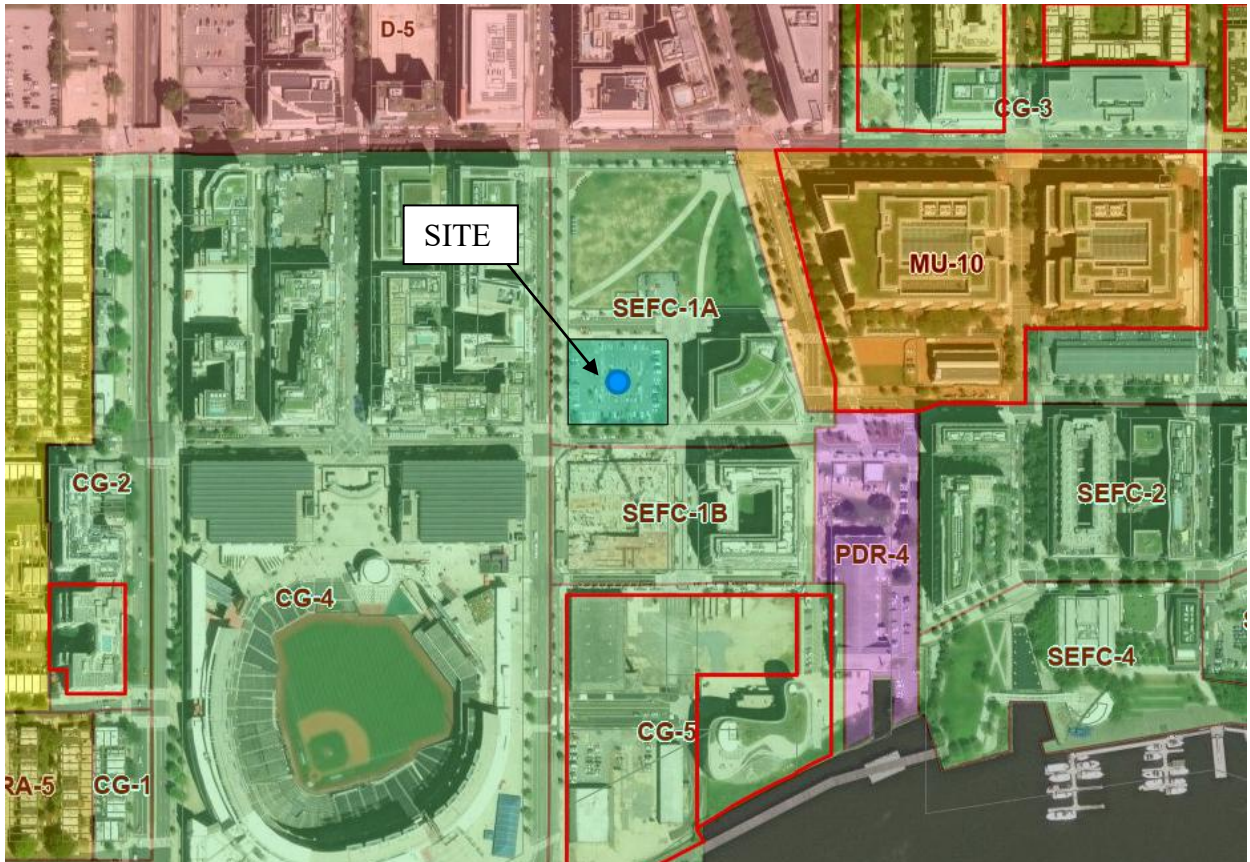 D-5
CG-3
SITE
MU-10
SEFC-1A
CG-2
SEFC-1B
SEFC-2
PDR-4
CG-4
SEFC-4
S
CG-5
RA-5
CG-1